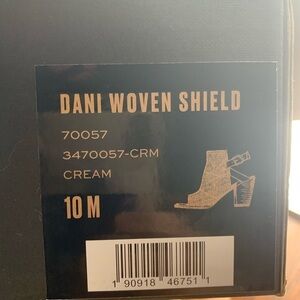 DANI WOVEN SHIELD
70057
3470057-CRM
CREAM
10 M
1 90918 46751 1